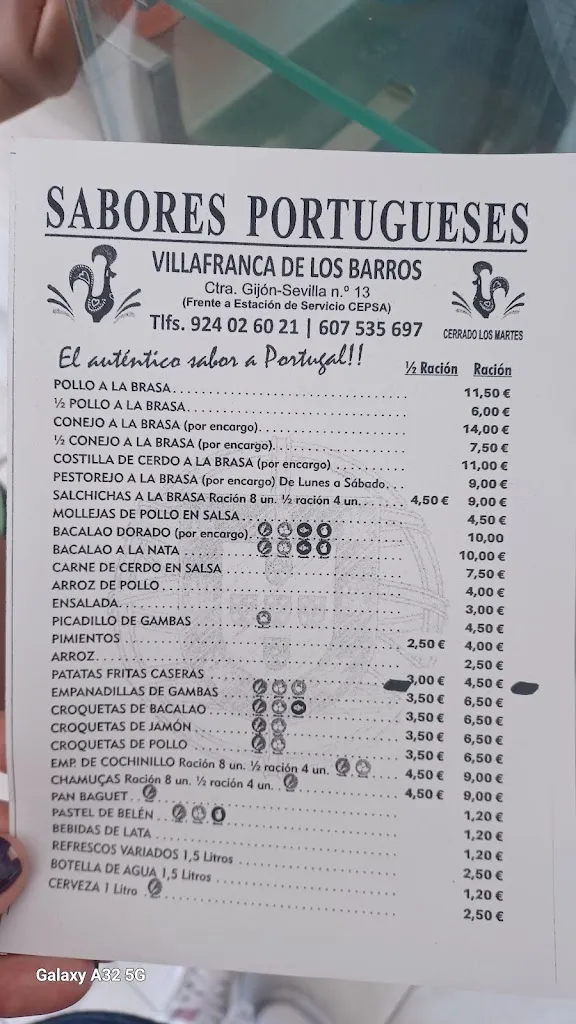 SABORES PORTUGUESES
VILLAFRANCA DE LOS BARROS
Ctra. Gijón-Sevilla n.º 13
(Frente a Estación de Servicio CEPSA)
Tlfs. 924 02 60 21 | 607 535 697
CERRADO LOS MARTES
El auténtico sabor a Portugal!!
½ Ración Ración
POLLO A LA BRASA 11,50 €
½ POLLO A LA BRASA 6,00 €
CONEJO A LA BRASA (por encargo) 14,00 €
½ CONEJO A LA BRASA (por encargo) 7,50 €
COSTILLA DE CERDO A LA BRASA (por encargo) 11,00 €
PESTOREJO A LA BRASA (por encargo) De Lunes a Sábado 9,00 €
SALCHICHAS A LA BRASA Ración 8 un. ½ ración 4 un. 4,50 € 9,00 €
MOLLEJAS DE POLLO EN SALSA 4,50 €
BACALAO DORADO (por encargo) 10,00
BACALAO A LA NATA 10,00 €
CARNE DE CERDO EN SALSA 7,50 €
ARROZ DE POLLO 4,00 €
ENSALADA 3,00 €
PICADILLO DE GAMBAS 4,50 €
PIMIENTOS 2,50 € 4,00 €
ARROZ 2,50 €
PATATAS FRITAS CASERAS 3,00 € 4,50 €
EMPANADILLAS DE GAMBAS 3,50 € 6,50 €
CROQUETAS DE BACALAO 3,50 € 6,50 €
CROQUETAS DE JAMÓN 3,50 € 6,50 €
CROQUETAS DE POLLO 3,50 € 6,50 €
EMP. DE COCHINILLO Ración 8 un. ½ ración 4 un. 4,50 € 9,00 €
CHAMUÇAS Ración 8 un. ½ ración 4 un. 4,50 € 9,00 €
PAN BAGUET 1,20 €
PASTEL DE BELÉN 1,20 €
BEBIDAS DE LATA 1,20 €
REFRESCOS VARIADOS 1,5 Litros 2,50 €
BOTELLA DE AGUA 1,5 Litros 1,20 €
CERVEZA 1 Litro 2,50 €
Galaxy A32 5G